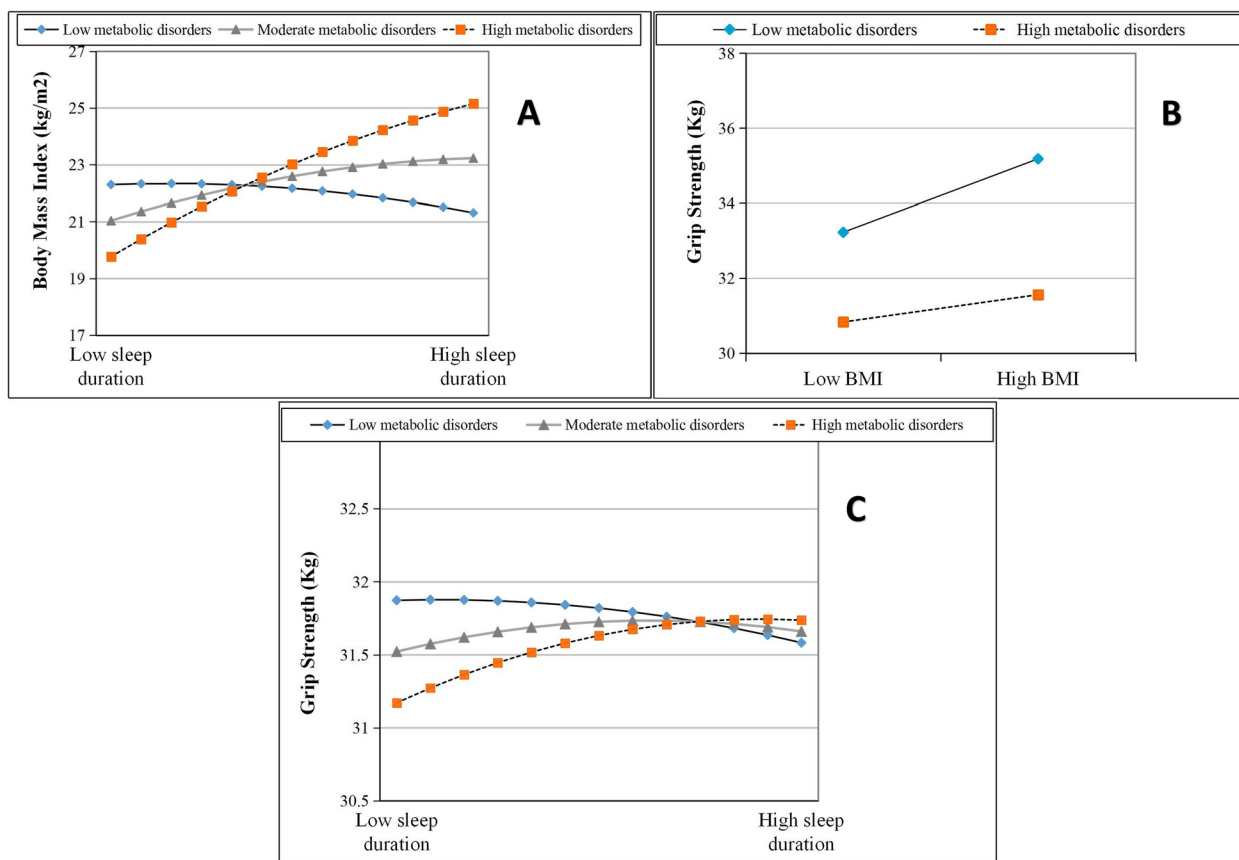 Low metabolic disorders Moderate metabolic disorders High metabolic disorders
27
25
23
21
19
17
Body Mass Index (kg/m2)
A
Low sleep
duration
High sleep
duration
Low metabolic disorders High metabolic disorders
38
36
34
32
30
Grip Strength (Kg)
B
Low BMI
High BMI
Low metabolic disorders Moderate metabolic disorders High metabolic disorders
32.5
32
31.5
31
30.5
Grip Strength (Kg)
C
Low sleep
duration
High sleep
duration